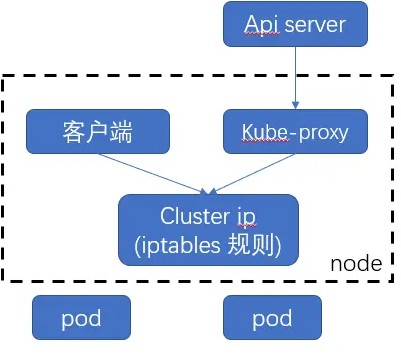 Api server
客户端
Kube-proxy
Cluster ip
(iptables 规则)
node
pod
pod